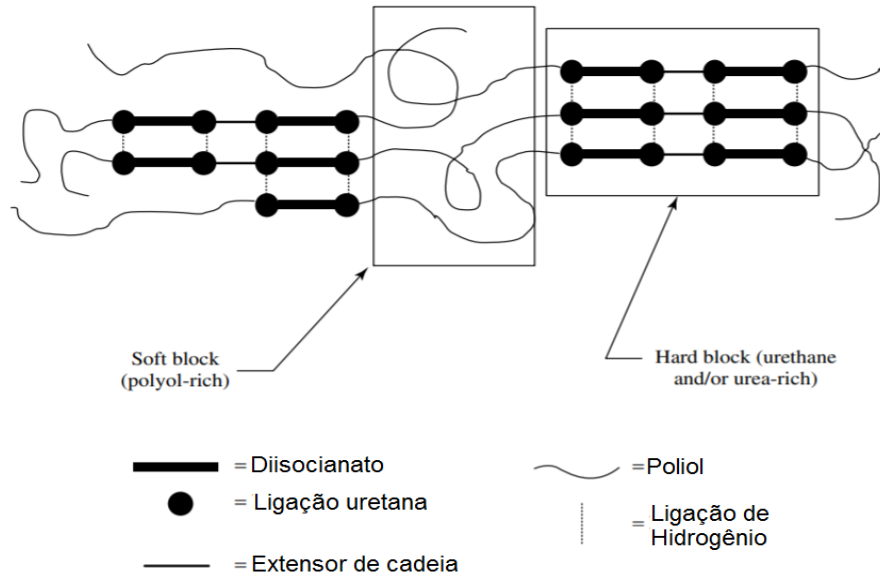 Soft block
(polyol-rich)
Hard block (urethane
and/or urea-rich)
= Diisocianato
= Poliol
= Ligação uretana
= Ligação de
Hidrogênio
= Extensor de cadeia